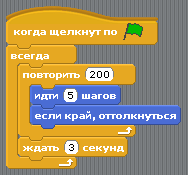 когда щелкнут по
всегда
повторить 200
идти 5 шагов
если край, оттолкнуться
ждать 3 секунд